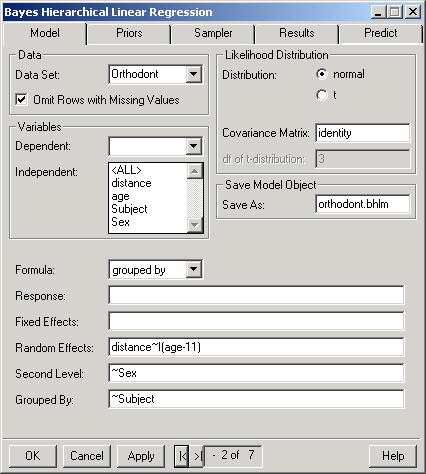 Bayes Hierarchical Linear Regression
Model Priors Sampler Results Predict
Data
Data Set: Orthodont
Omit Rows with Missing Values
Variables
Dependent:
Independent: <ALL>
distance
age
Subject
Sex
Likelihood Distribution
Distribution: normal
t
Covariance Matrix: identity
df of t-distribution: 3
Save Model Object
Save As: orthodont.bhlm
Formula: grouped by
Response:
Fixed Effects:
Random Effects: distance~I(age-11)
Second Level: ~Sex
Grouped By: ~Subject
OK Cancel Apply |< >| - 2 of 7 Help